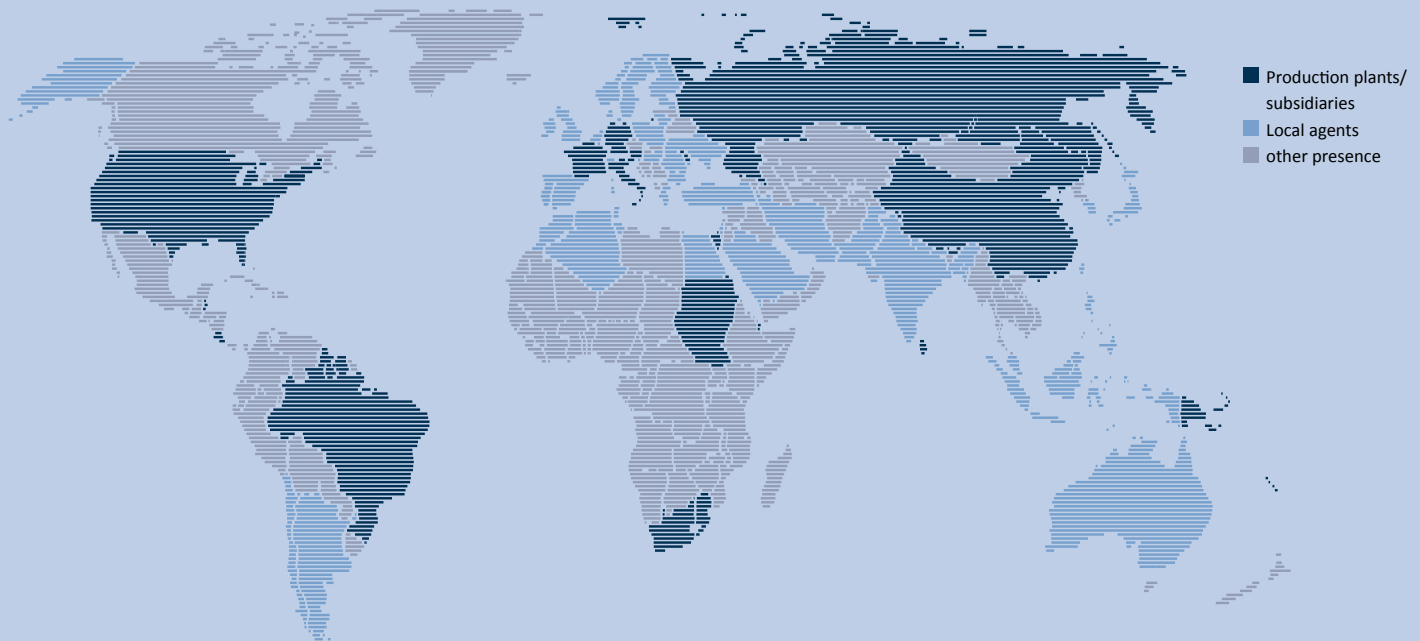 Production plants/
subsidiaries
Local agents
other presence